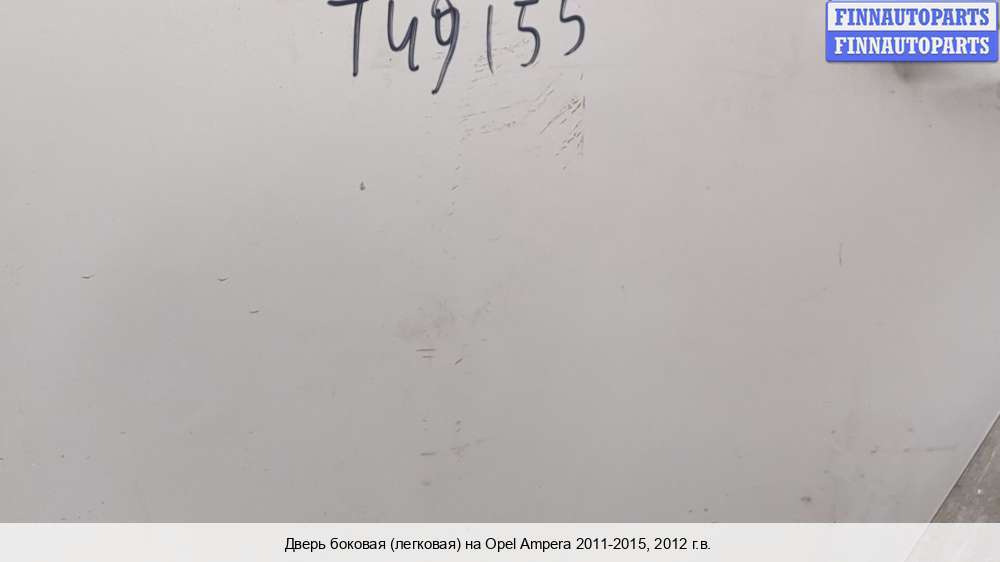 T49155
FINNAUTOPARTS
FINNAUTOPARTS
Дверь боковая (легковая) на Opel Ampera 2011-2015, 2012 г.в.